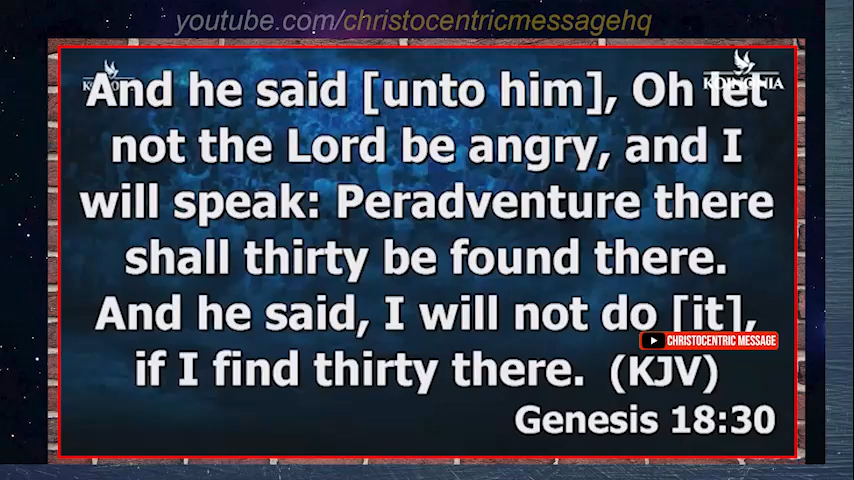 youtube.com/christocentricmessagehq
KOINONIA
And he said [unto him], Oh let
not the Lord be angry, and I
will speak: Peradventure there
shall thirty be found there.
And he said, I will not do [it],
CHRISTOCENTRIC MESSAGE
if I find thirty there. (KJV)
Genesis 18:30